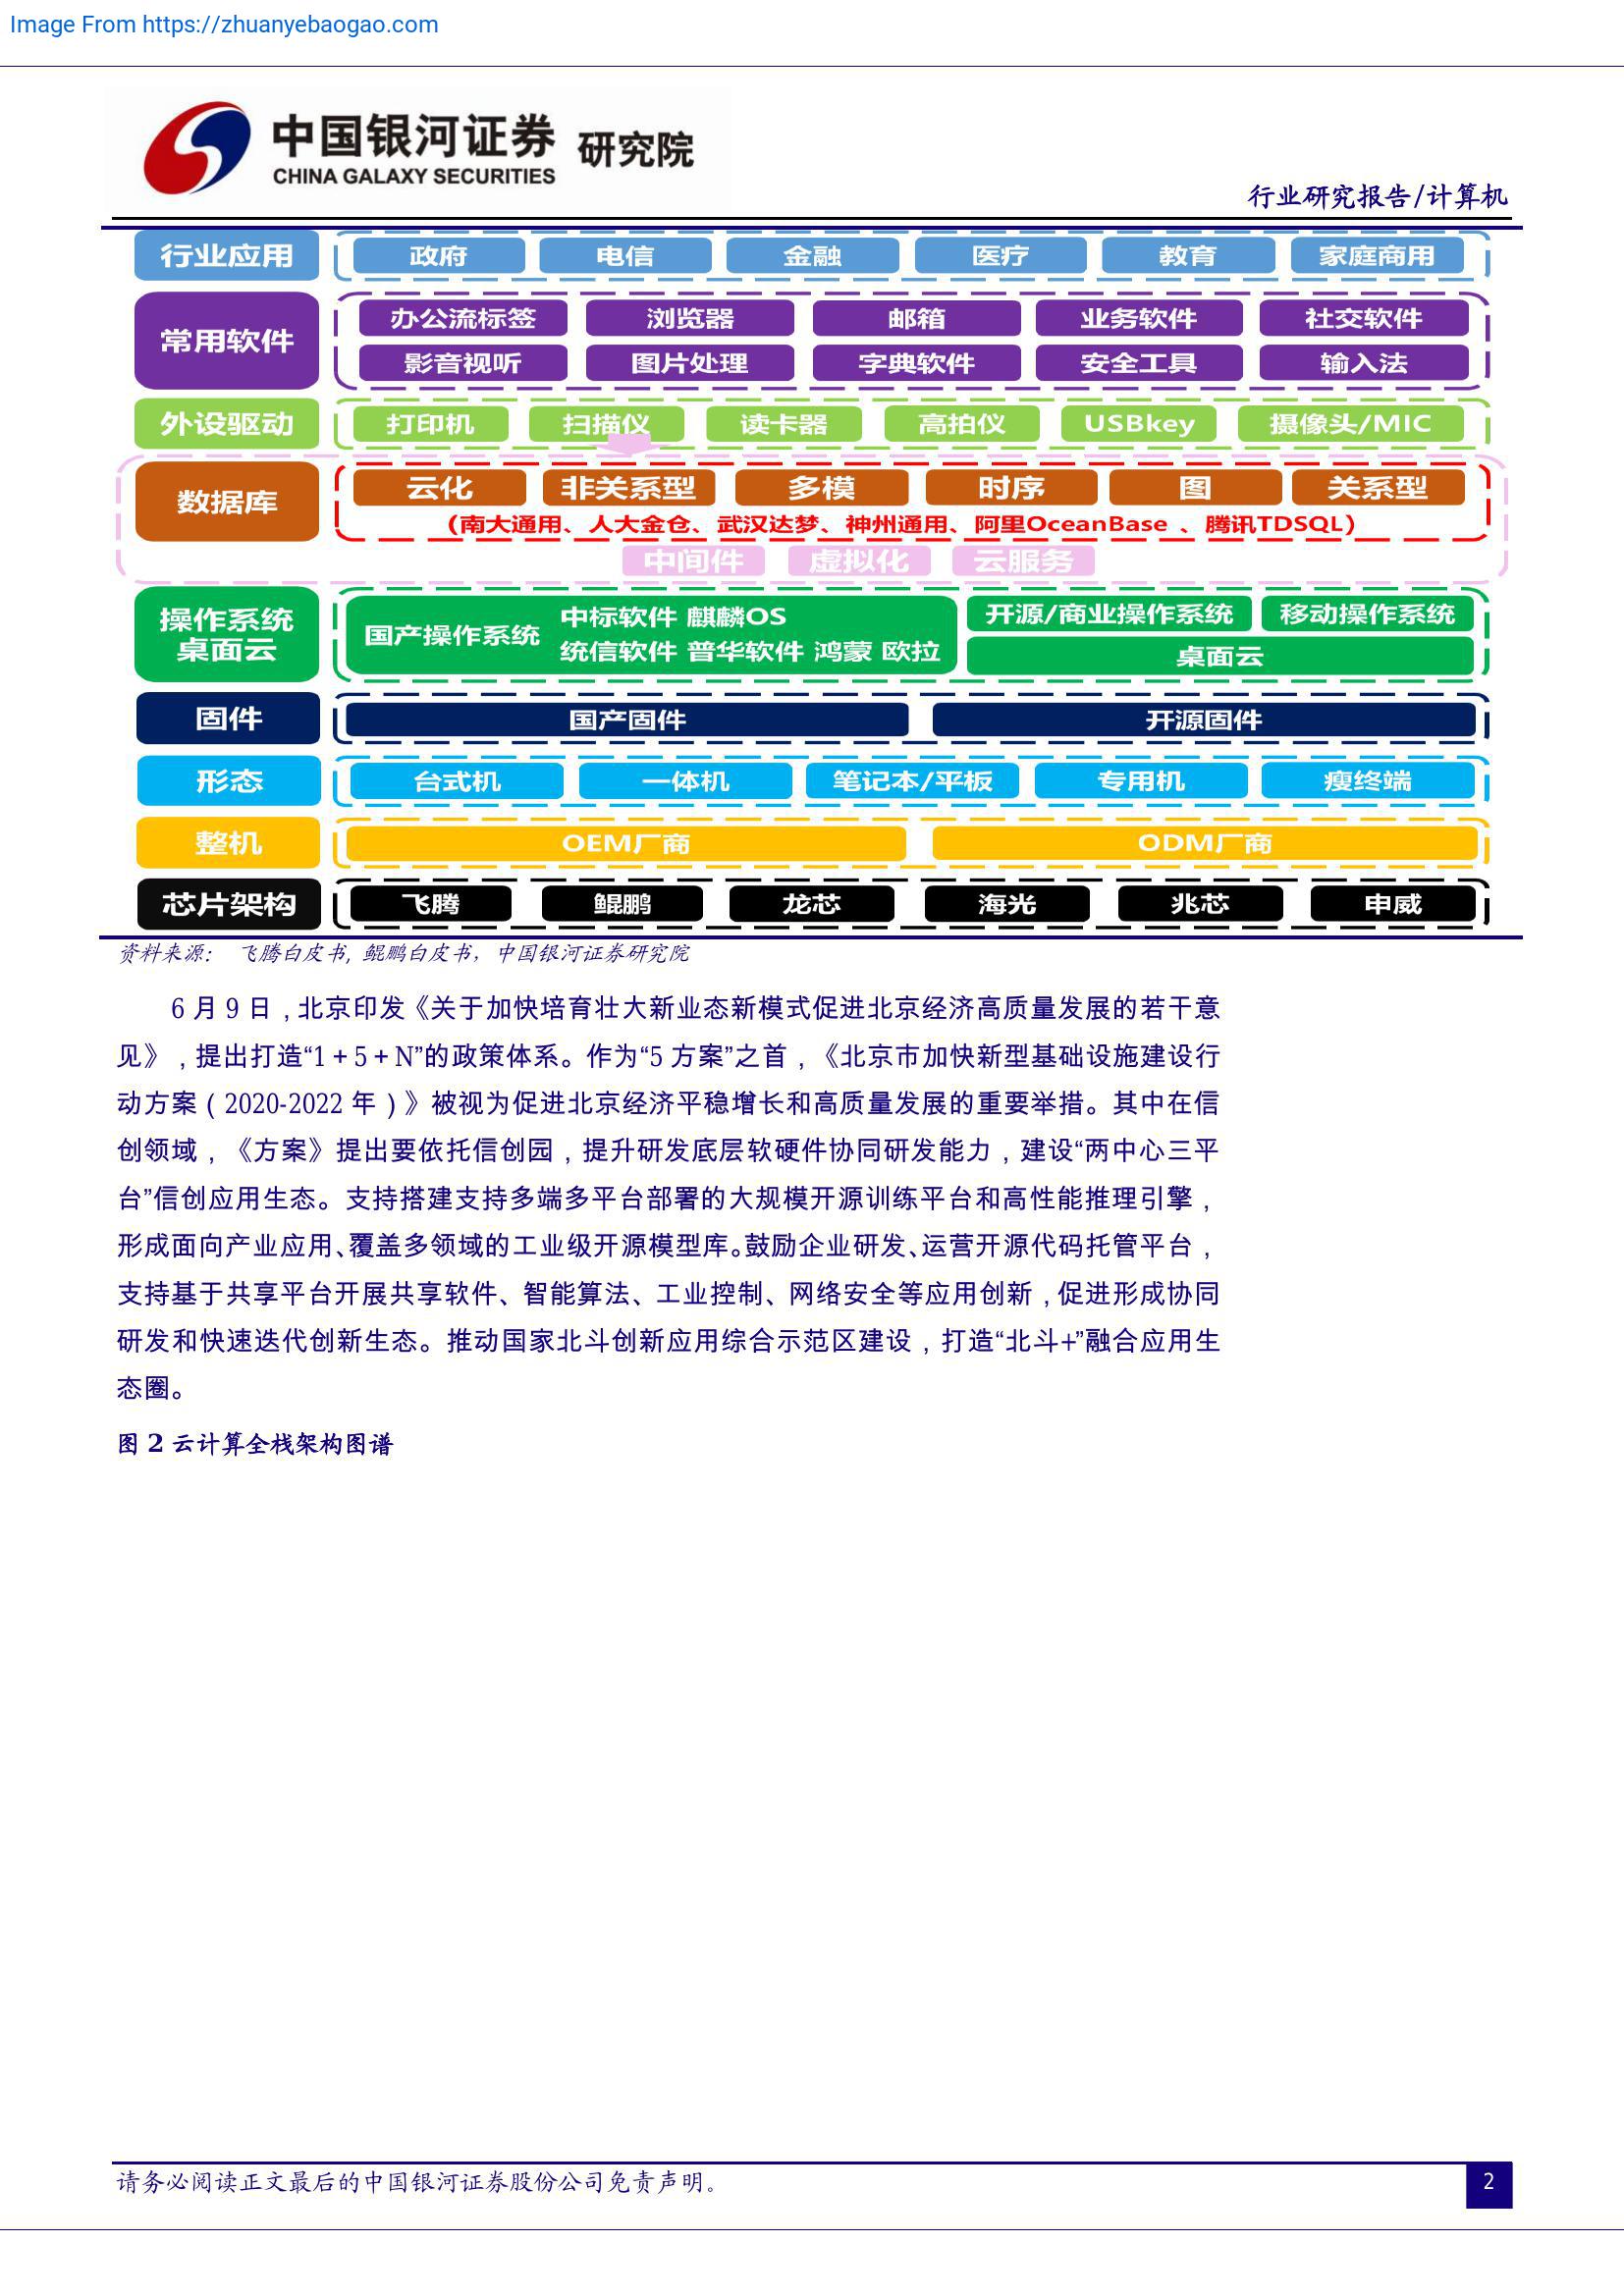 Image From https://zhuanyebaogao.com
中国银河证券 研究院
CHINA GALAXY SECURITIES
行业研究报告/计算机
行业应用 政府 电信 金融 医疗 教育 家庭商用
常用软件
办公流标签 浏览器 邮箱 业务软件 社交软件
影音视听 图片处理 字典软件 安全工具 输入法
外设驱动 打印机 扫描仪 读卡器 高拍仪 USBkey 摄像头/MIC
数据库
云化 非关系型 多模 时序 图 关系型
(南大通用、人大金仓、武汉达梦、神州通用、阿里OceanBase 、腾讯TDSQL)
中间件 虚拟化 云服务
操作系统
桌面云
国产操作系统
中标软件 麒麟OS
统信软件 普华软件 鸿蒙 欧拉
开源/商业操作系统 移动操作系统
桌面云
固件 国产固件 开源固件
形态 台式机 一体机 笔记本/平板 专用机 瘦终端
整机 OEM厂商 ODM厂商
芯片架构 飞腾 鲲鹏 龙芯 海光 兆芯 申威
资料来源： 飞腾白皮书, 鲲鹏白皮书，中国银河证券研究院
6 月 9 日，北京印发《关于加快培育壮大新业态新模式促进北京经济高质量发展的若干意
见》，提出打造“1 + 5 + N”的政策体系。作为“5 方案”之首，《北京市加快新型基础设施建设行
动方案（2020-2022 年）》被视为促进北京经济平稳增长和高质量发展的重要举措。其中在信
创领域，《方案》提出要依托信创园，提升研发底层软硬件协同研发能力，建设“两中心三平
台”信创应用生态。支持搭建支持多端多平台部署的大规模开源训练平台和高性能推理引擎，
形成面向产业应用、覆盖多领域的工业级开源模型库。鼓励企业研发、运营开源代码托管平台，
支持基于共享平台开展共享软件、智能算法、工业控制、网络安全等应用创新，促进形成协同
研发和快速迭代创新生态。推动国家北斗创新应用综合示范区建设，打造“北斗+”融合应用生
态圈。
图 2 云计算全栈架构图谱
请务必阅读正文最后的中国银河证券股份公司免责声明。
2